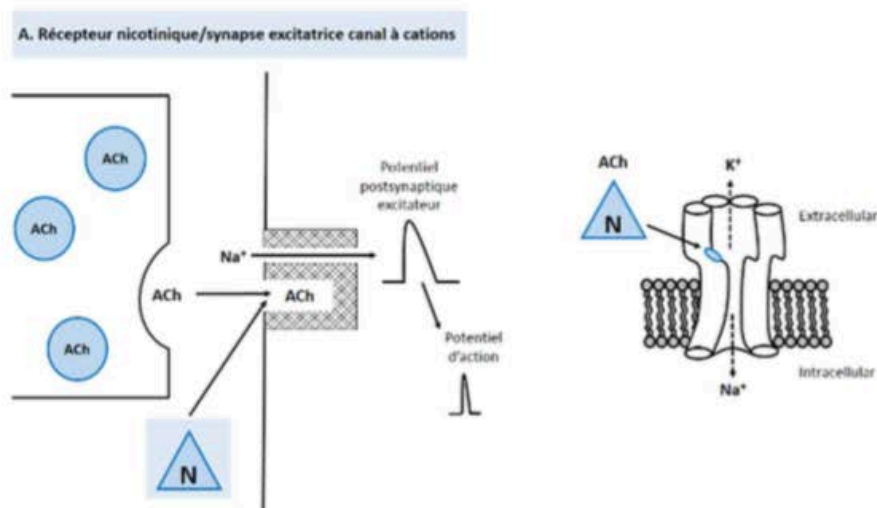 A. Récepteur nicotinique/synapse excitatrice canal à cations
ACh
ACh
ACh
ACh
Na⁺
ACh
N
Potentiel
postsynaptique
excitateur
Potentiel
d'action
ACh
N
K⁺
Extracellular
Intracellular
Na⁺